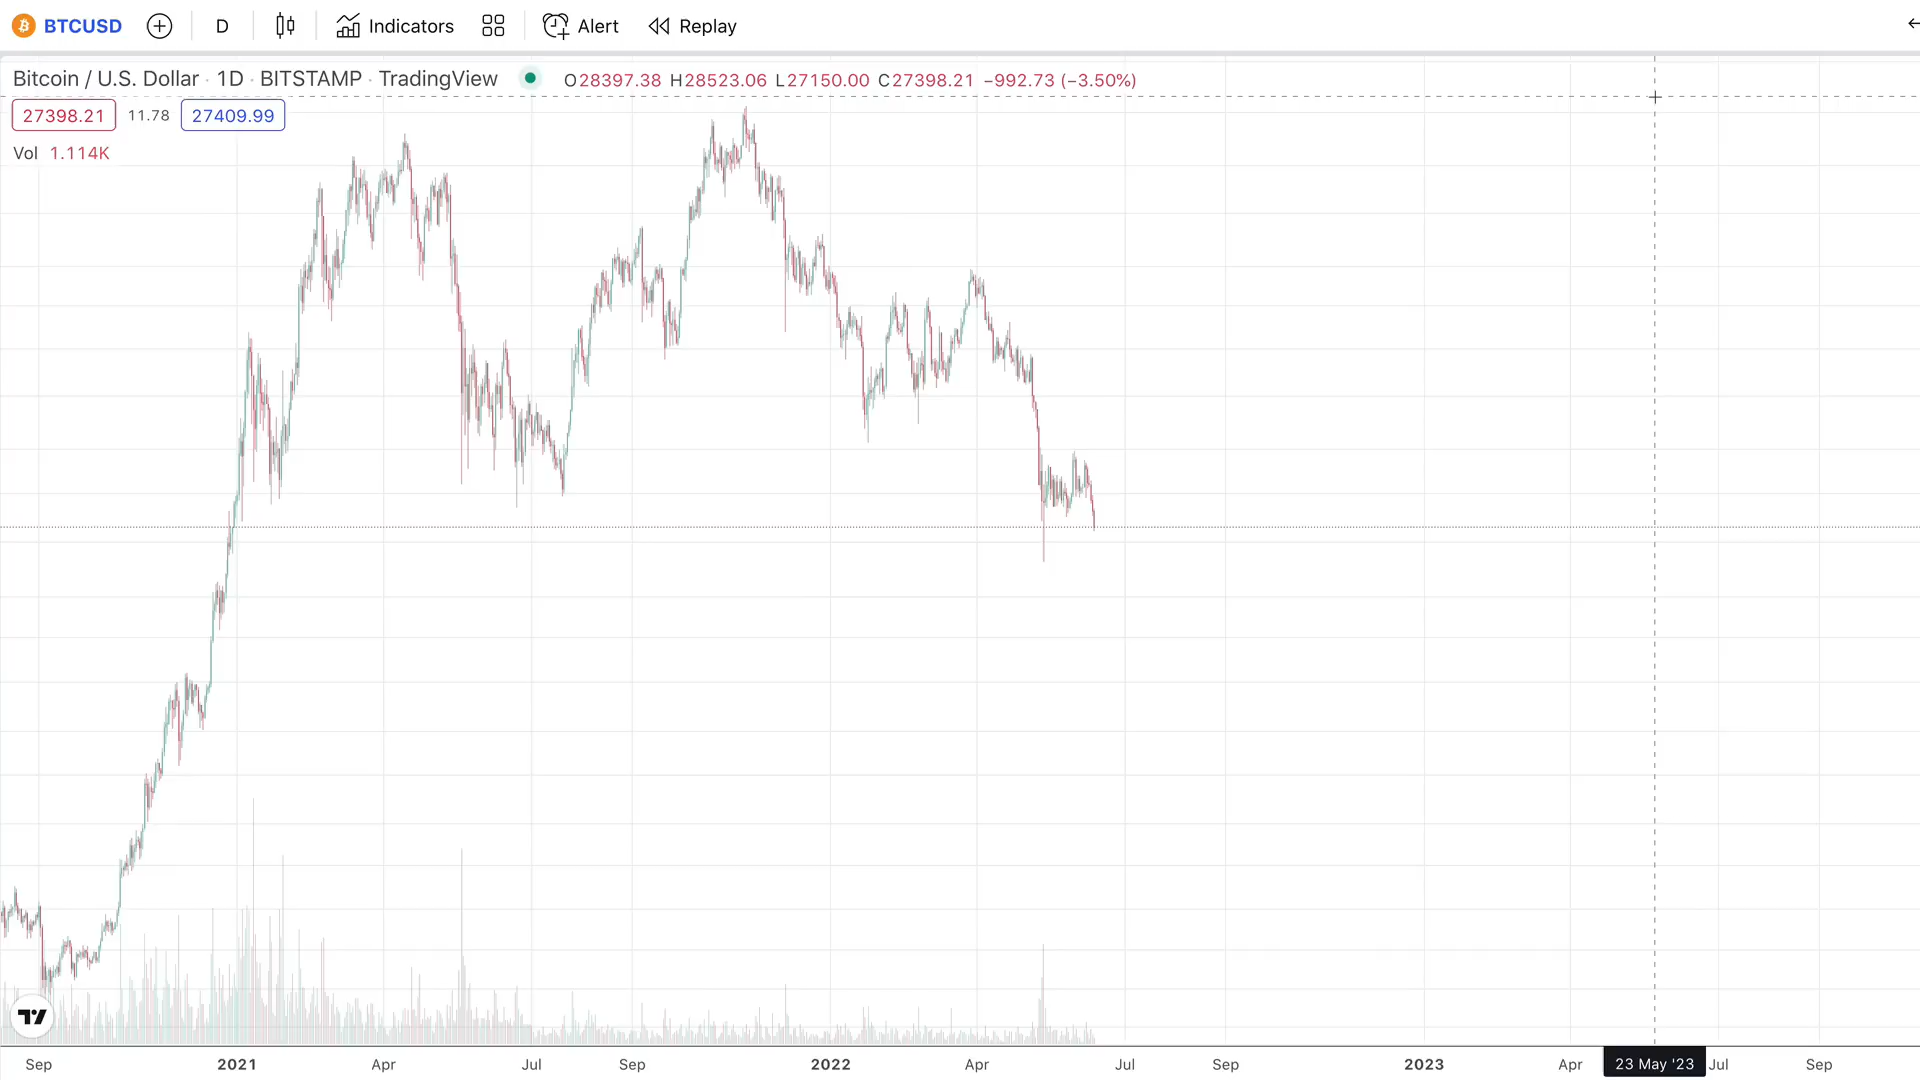 BTCUSD D Indicators Alert Replay
Bitcoin / U.S. Dollar · 1D · BITSTAMP · TradingView O28397.38 H28523.06 L27150.00 C27398.21 −992.73 (−3.50%)
27398.21 11.78 27409.99
Vol 1.114K
Sep 2021 Apr Jul Sep 2022 Apr Jul Sep 2023 Apr 23 May '23 Jul Sep